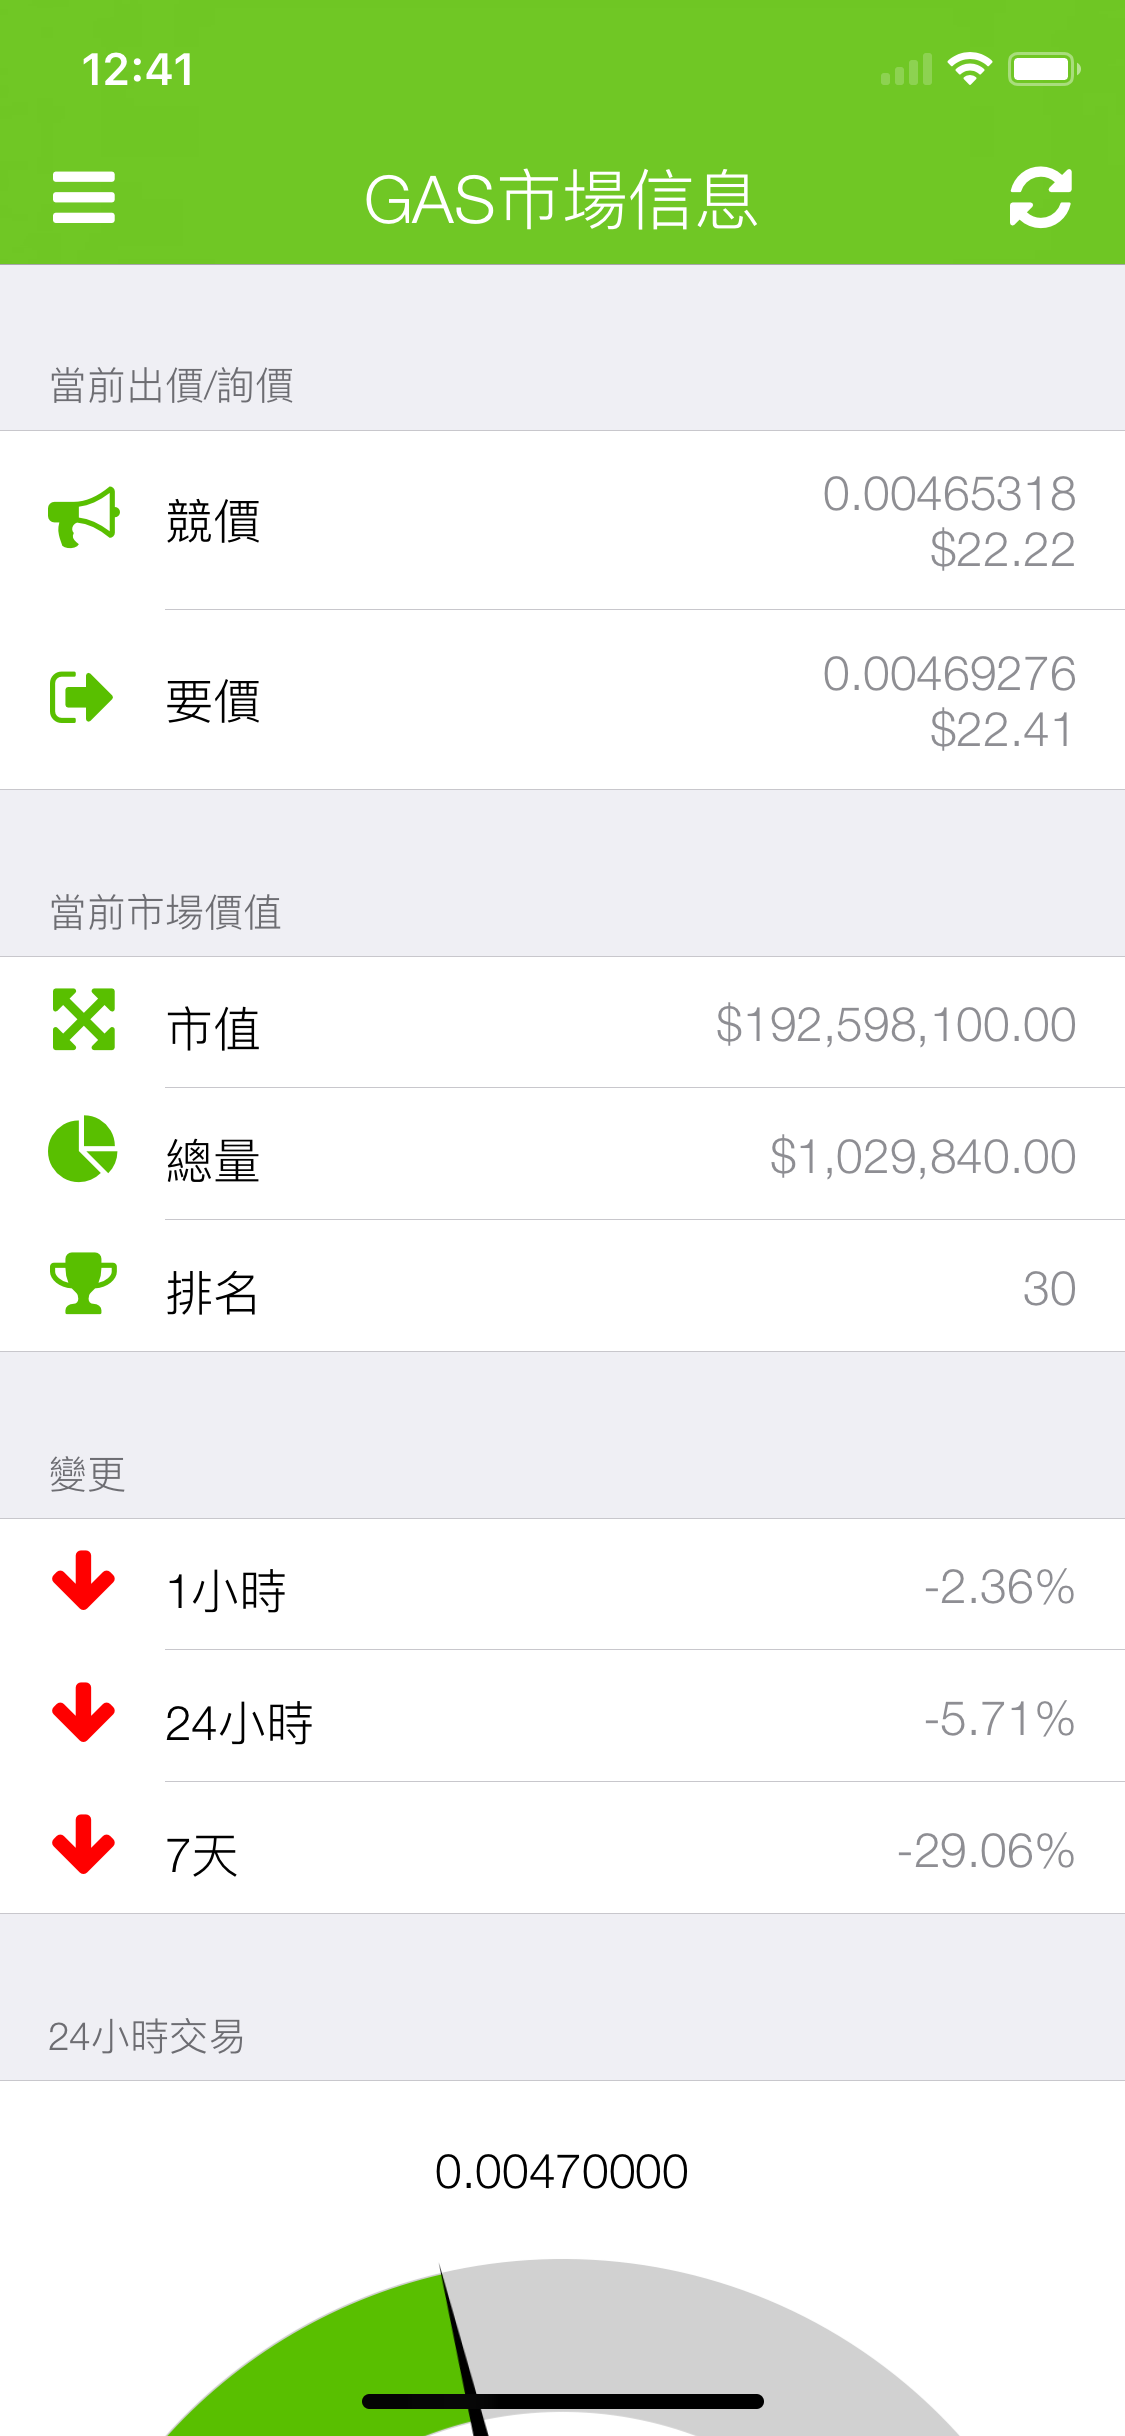 12:41
GAS市場信息
當前出價/詢價
競價
0.00465318
$22.22
要價
0.00469276
$22.41
當前市場價值
市值
$192,598,100.00
總量
$1,029,840.00
排名
30
變更
1小時
-2.36%
24小時
-5.71%
7天
-29.06%
24小時交易
0.00470000